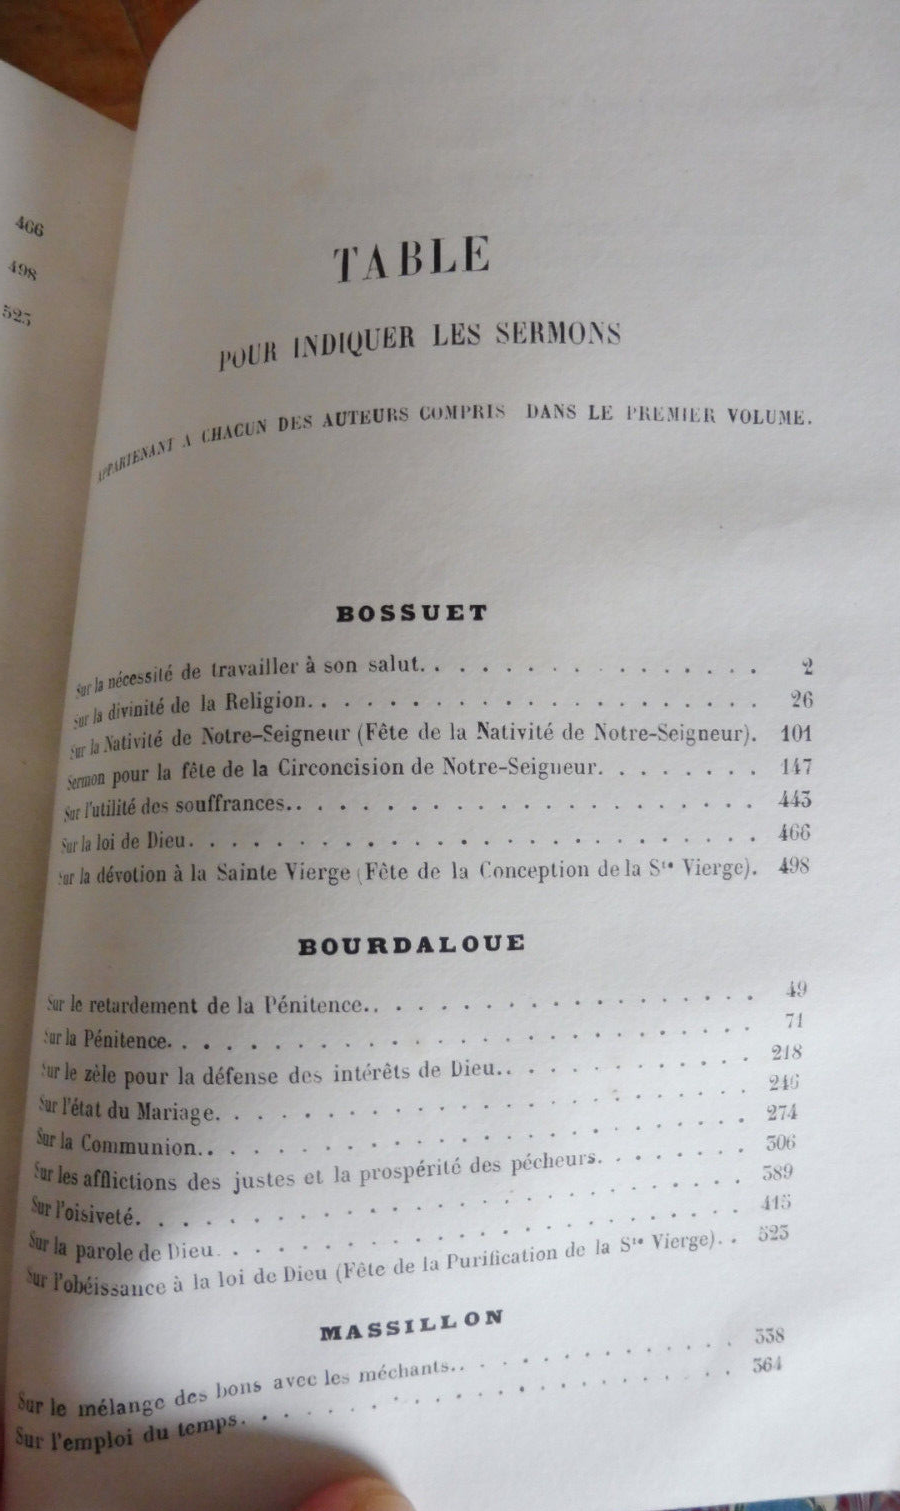 466
498
523
TABLE
POUR INDIQUER LES SERMONS
APPARTENANT A CHACUN DES AUTEURS COMPRIS DANS LE PREMIER VOLUME.
BOSSUET
Sur la nécessité de travailler à son salut. . . . . . . . . . . . 2
Sur la divinité de la Religion. . . . . . . . . . . . . . . . . 26
Sur la Nativité de Notre-Seigneur (Fête de la Nativité de Notre-Seigneur). 101
Sermon pour la fête de la Circoncision de Notre-Seigneur. . . . . . . 147
Sur l'utilité des souffrances. . . . . . . . . . . . . . . . . 443
Sur la loi de Dieu. . . . . . . . . . . . . . . . . . . . 466
Sur la dévotion à la Sainte Vierge (Fête de la Conception de la Ste Vierge). 498
BOURDALOUE
Sur le retardement de la Pénitence. . . . . . . . . . . . . . . 49
Sur la Pénitence. . . . . . . . . . . . . . . . . . . . . 71
Sur le zèle pour la défense des intérêts de Dieu. . . . . . . . . . 218
Sur l'état du Mariage. . . . . . . . . . . . . . . . . . . 246
Sur la Communion. . . . . . . . . . . . . . . . . . . . . 274
Sur les afflictions des justes et la prospérité des pécheurs. . . . . . . 306
Sur l'oisiveté. . . . . . . . . . . . . . . . . . . . . . 389
Sur la parole de Dieu. . . . . . . . . . . . . . . . . . . 415
Sur l'obéissance à la loi de Dieu (Fête de la Purification de la Ste Vierge). . 523
MASSILLON
Sur le mélange des bons avec les méchants. . . . . . . . . . . . 338
Sur l'emploi du temps. . . . . . . . . . . . . . . . . . . 364